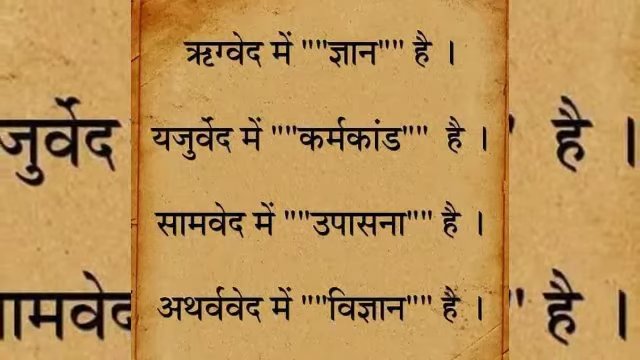 ऋग्वेद में ""ज्ञान"" है ।
यजुर्वेद में ""कर्मकांड"" है ।
सामवेद में ""उपासना"" है ।
अथर्ववेद में ""विज्ञान"" है ।